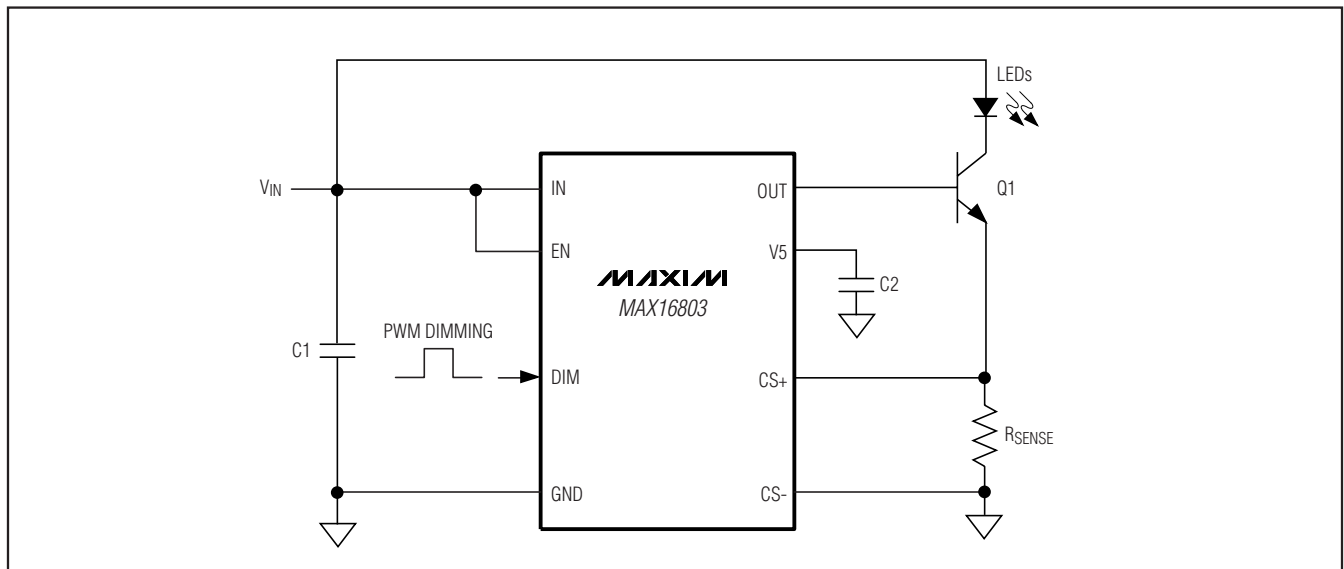 LEDs
VIN
IN
OUT
Q1
EN
V5
MAXIM
MAX16803
C2
PWM DIMMING
C1
DIM
CS+
RSENSE
GND
CS-